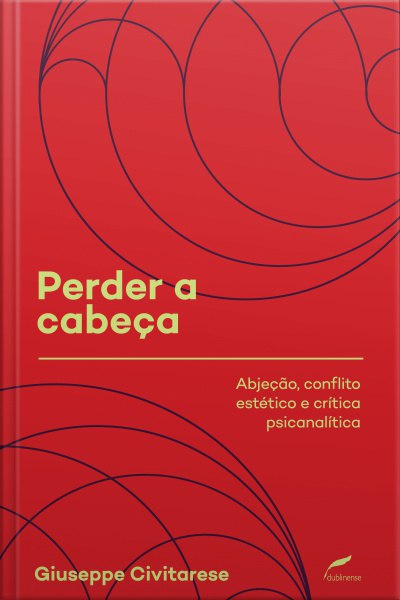 Perder a
cabeça
Abjeção, conflito
estético e crítica
psicanalítica
Giuseppe Civitarese
dublinense